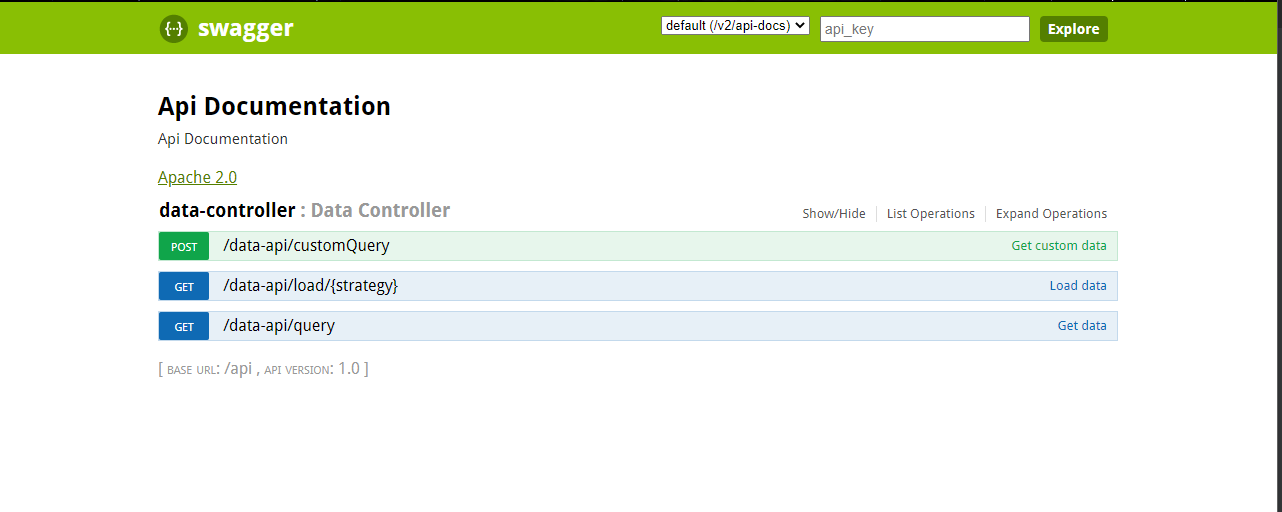 {···} swagger default (/v2/api-docs) api_key Explore
Api Documentation
Api Documentation
Apache 2.0
data-controller : Data Controller Show/Hide List Operations Expand Operations
POST /data-api/customQuery Get custom data
GET /data-api/load/{strategy} Load data
GET /data-api/query Get data
[ BASE URL: /api , API VERSION: 1.0 ]